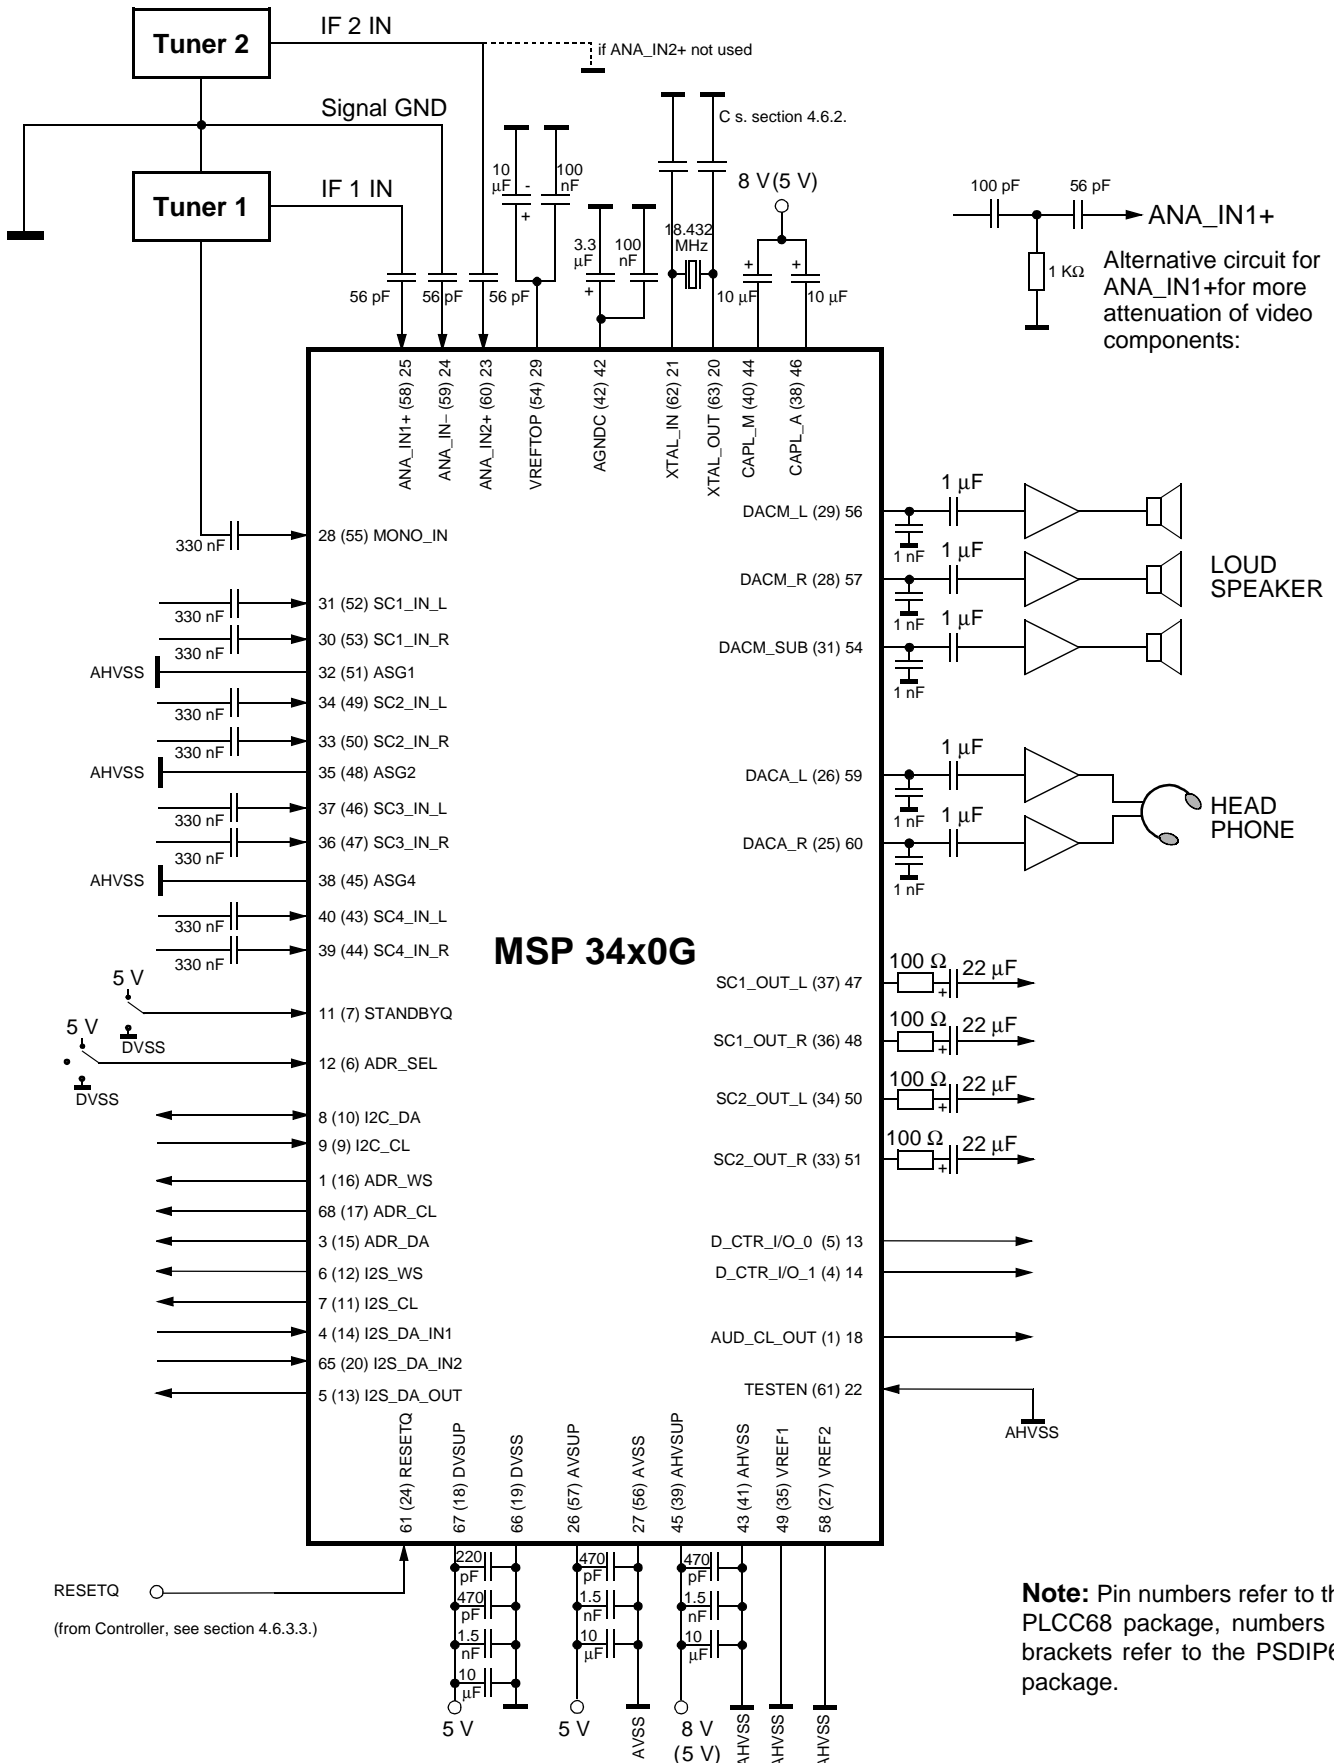 Tuner 2
IF 2 IN
if ANA_IN2+ not used
Signal GND
C s. section 4.6.2.
Tuner 1
IF 1 IN
10 µF
-
+
100 nF
8 V (5 V)
100 pF
56 pF
ANA_IN1+
1 KΩ
Alternative circuit for
ANA_IN1+for more
attenuation of video
components:
56 pF
56 pF
56 pF
3.3 µF
+
100 nF
18.432 MHz
+
10 µF
+
10 µF
ANA_IN1+ (58) 25
ANA_IN− (59) 24
ANA_IN2+ (60) 23
VREFTOP (54) 29
AGNDC (42) 42
XTAL_IN (62) 21
XTAL_OUT (63) 20
CAPL_M (40) 44
CAPL_A (38) 46
330 nF
28 (55) MONO_IN
330 nF
31 (52) SC1_IN_L
330 nF
30 (53) SC1_IN_R
AHVSS
32 (51) ASG1
330 nF
34 (49) SC2_IN_L
330 nF
33 (50) SC2_IN_R
AHVSS
35 (48) ASG2
330 nF
37 (46) SC3_IN_L
330 nF
36 (47) SC3_IN_R
AHVSS
38 (45) ASG4
330 nF
40 (43) SC4_IN_L
330 nF
39 (44) SC4_IN_R
5 V
DVSS
11 (7) STANDBYQ
5 V
DVSS
12 (6) ADR_SEL
8 (10) I2C_DA
9 (9) I2C_CL
1 (16) ADR_WS
68 (17) ADR_CL
3 (15) ADR_DA
6 (12) I2S_WS
7 (11) I2S_CL
4 (14) I2S_DA_IN1
65 (20) I2S_DA_IN2
5 (13) I2S_DA_OUT
MSP 34x0G
DACM_L (29) 56
1 nF
1 µF
DACM_R (28) 57
1 nF
1 µF
DACM_SUB (31) 54
1 nF
1 µF
LOUD
SPEAKER
DACA_L (26) 59
1 nF
1 µF
DACA_R (25) 60
1 nF
1 µF
HEAD
PHONE
SC1_OUT_L (37) 47
100 Ω
+
22 µF
SC1_OUT_R (36) 48
100 Ω
+
22 µF
SC2_OUT_L (34) 50
100 Ω
+
22 µF
SC2_OUT_R (33) 51
100 Ω
+
22 µF
D_CTR_I/O_0 (5) 13
D_CTR_I/O_1 (4) 14
AUD_CL_OUT (1) 18
TESTEN (61) 22
AHVSS
61 (24) RESETQ
67 (18) DVSUP
66 (19) DVSS
26 (57) AVSUP
27 (56) AVSS
45 (39) AHVSUP
43 (41) AHVSS
49 (35) VREF1
58 (27) VREF2
RESETQ
(from Controller, see section 4.6.3.3.)
220 pF
470 pF
1.5 nF
10 µF
5 V
470 pF
1.5 nF
10 µF
5 V
AVSS
470 pF
1.5 nF
10 µF
8 V
(5 V)
AHVSS
AHVSS
AHVSS
Note: Pin numbers refer to th
PLCC68 package, numbers
brackets refer to the PSDIP6
package.